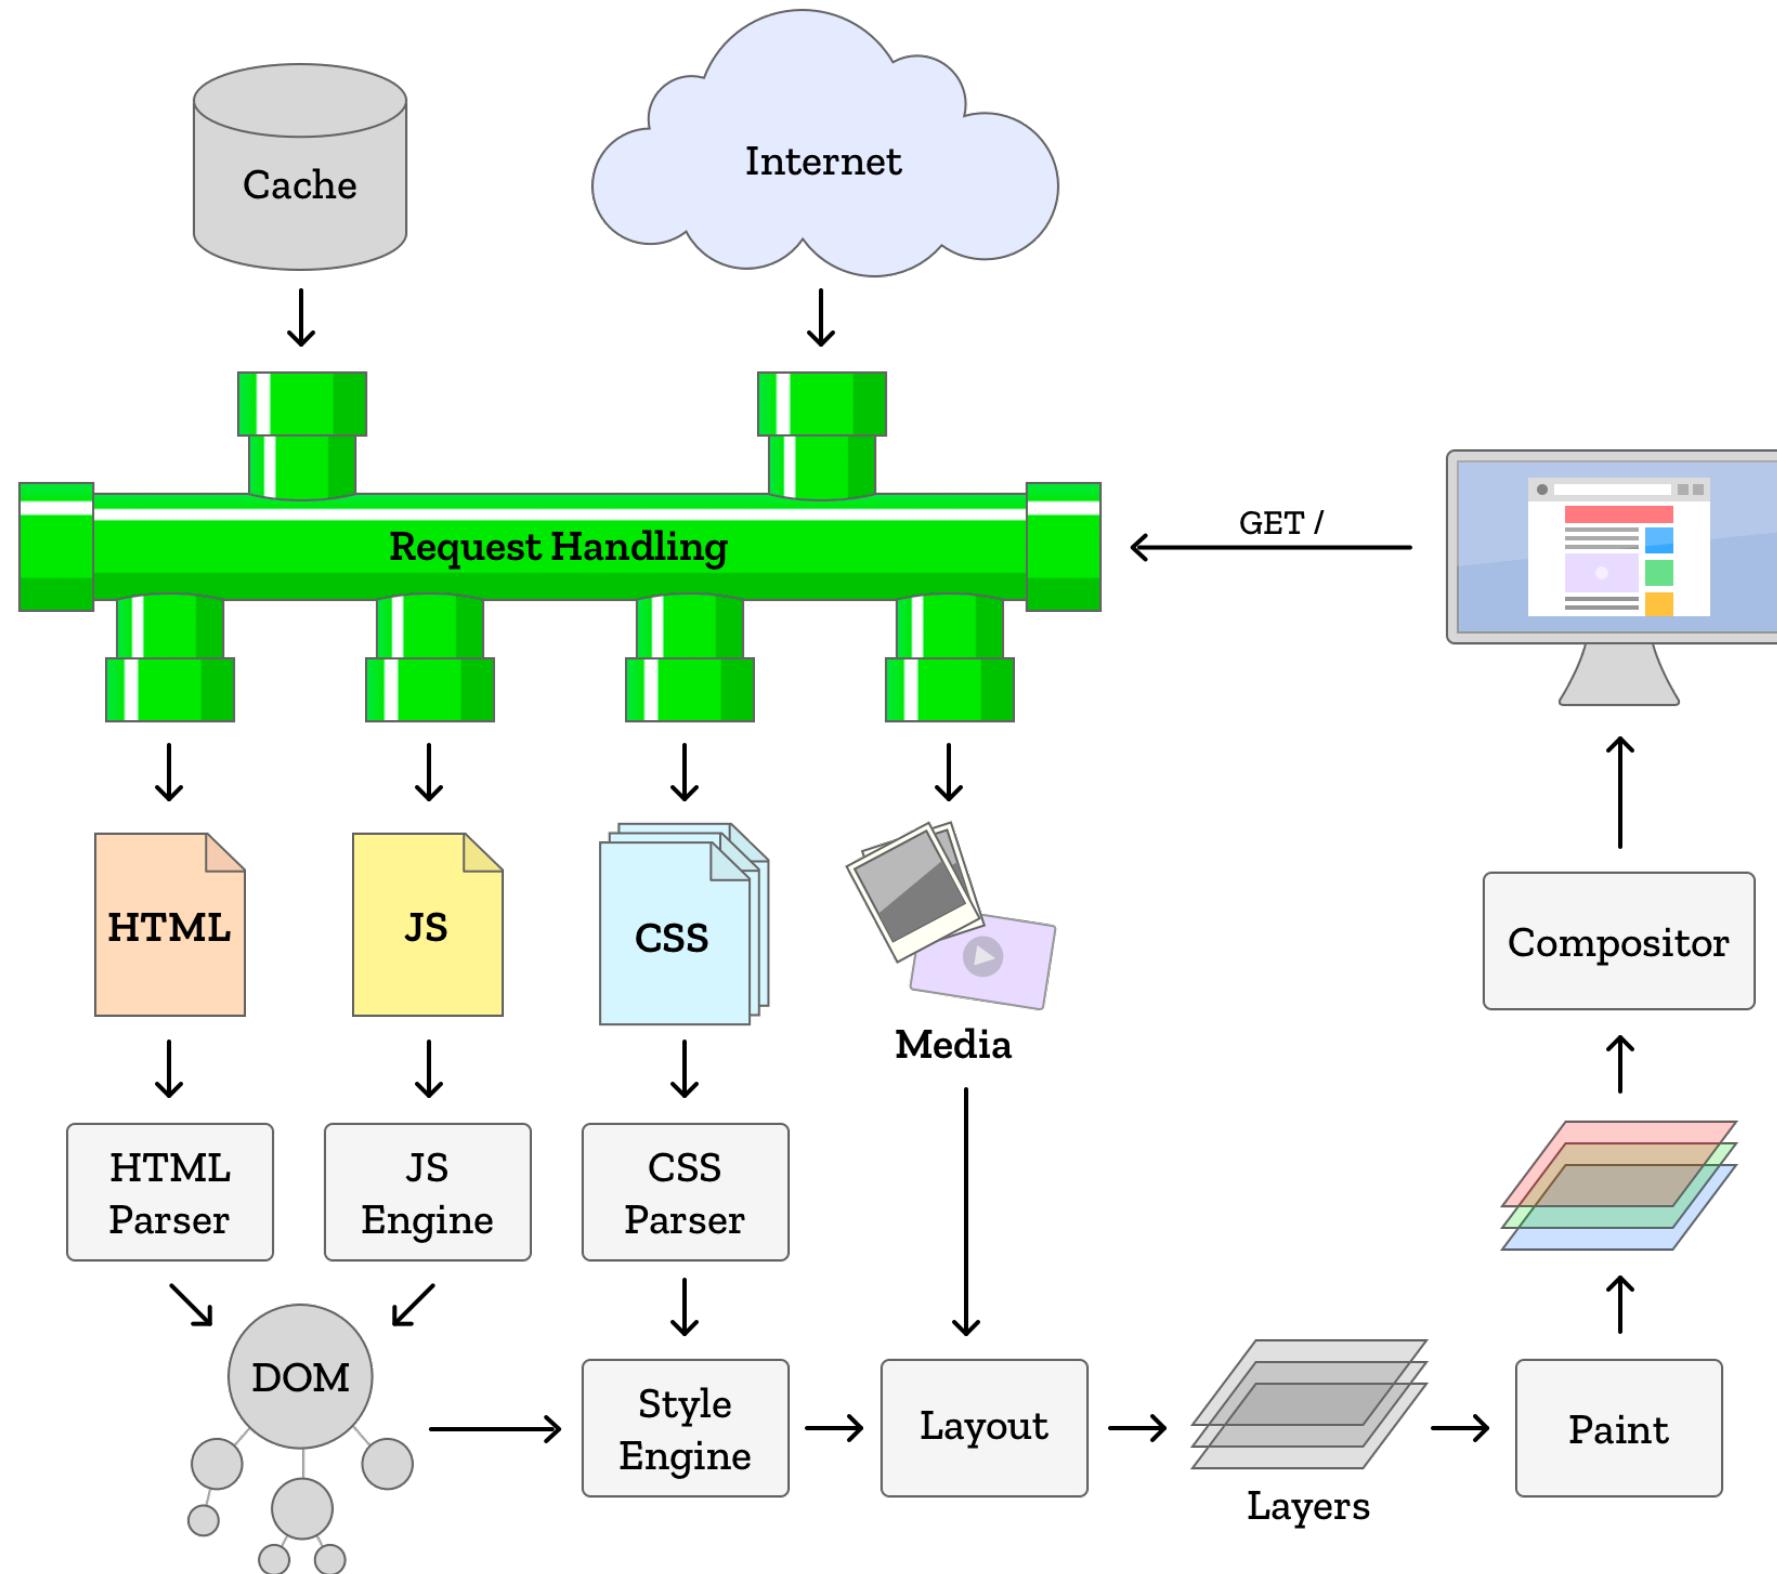 Cache
Internet
Request Handling
GET /
HTML
JS
CSS
Media
Compositor
HTML
Parser
JS
Engine
CSS
Parser
DOM
Style
Engine
Layout
Layers
Paint